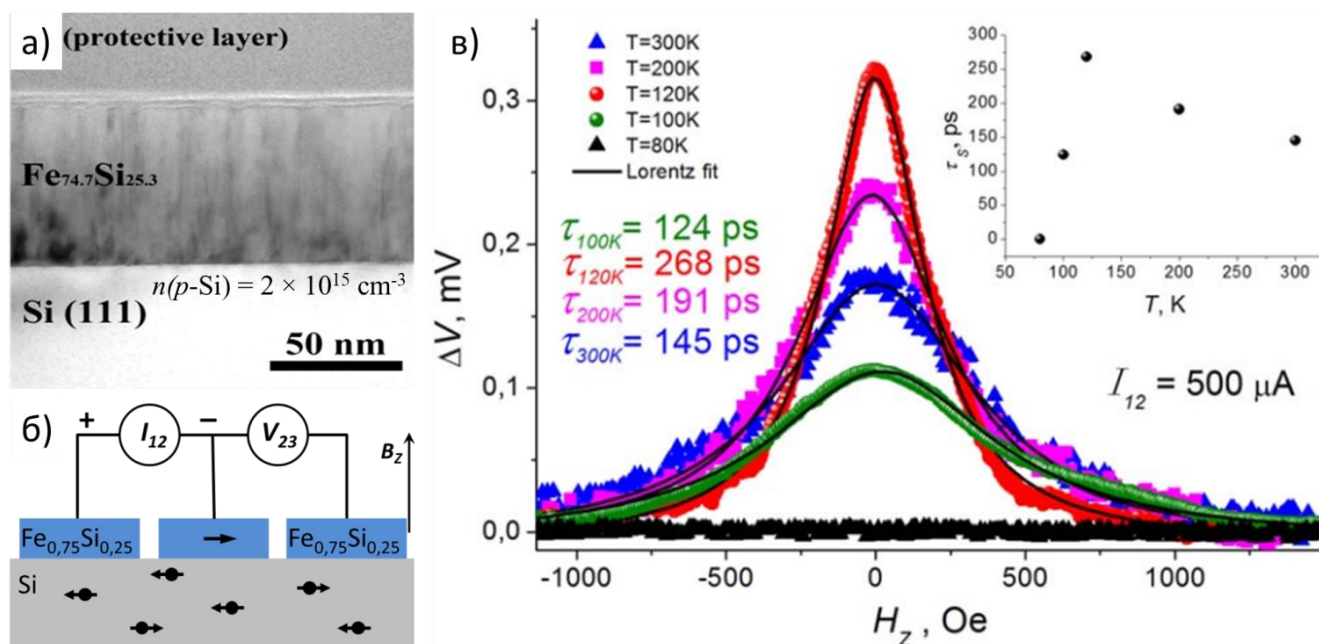 а)
(protective layer)
Fe74.7Si25.3
n(p-Si) = 2 × 10¹⁵ cm⁻³
Si (111)
50 nm
б)
+
I12
−
V23
BZ
Fe0,75Si0,25
Fe0,75Si0,25
Si
в)
T=300K
T=200K
T=120K
T=100K
T=80K
Lorentz fit
τ100K= 124 ps
τ120K= 268 ps
τ200K= 191 ps
τ300K= 145 ps
I12 = 500 μA
ΔV, mV
0,3
0,2
0,1
0,0
-1000
-500
0
500
1000
HZ , Oe
τS, ps
300
250
200
150
100
50
0
50
100
150
200
250
300
T, K